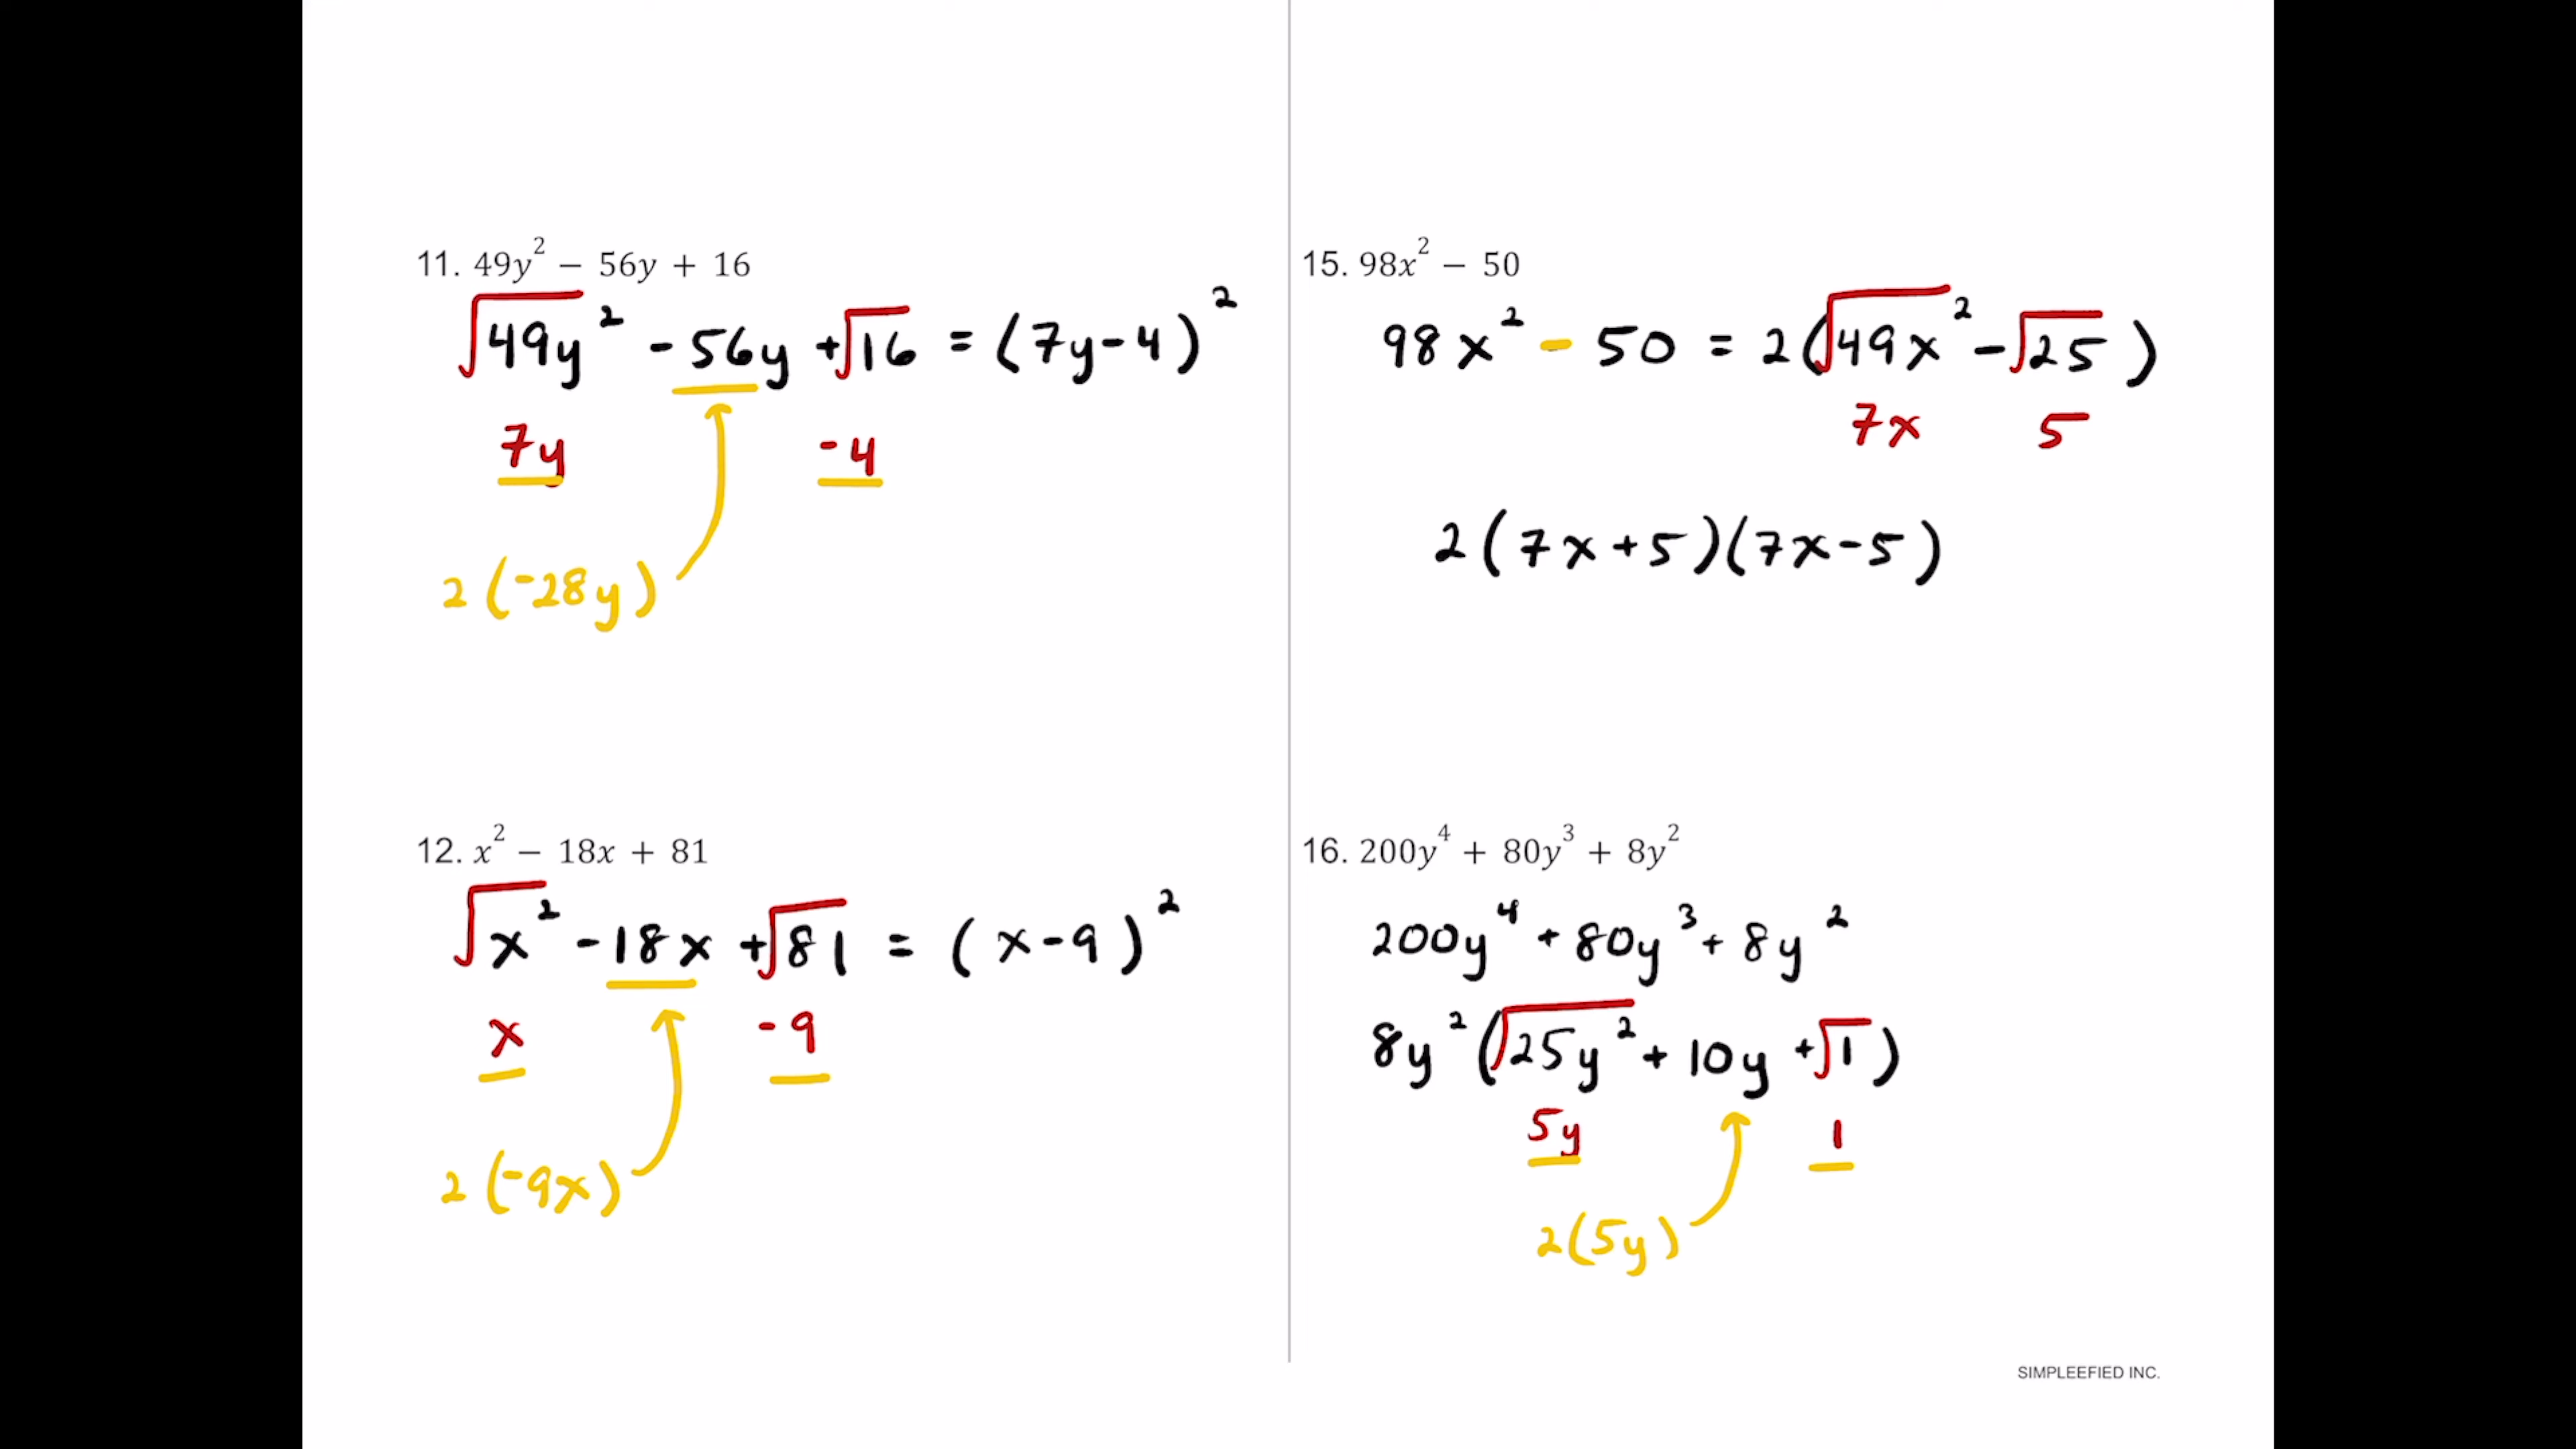 11. 49y² − 56y + 16
√49y² - 56y + √16 = (7y - 4)²
7y -4
2(-28y)
12. x² − 18x + 81
√x² - 18x + √81 = (x - 9)²
x -9
2(-9x)
15. 98x² − 50
98x² - 50 = 2(√49x² - √25)
7x 5
2(7x + 5)(7x - 5)
16. 200y⁴ + 80y³ + 8y²
200y⁴ + 80y³ + 8y²
8y²(√25y² + 10y + √1)
5y 1
2(5y)
SIMPLEEFIED INC.